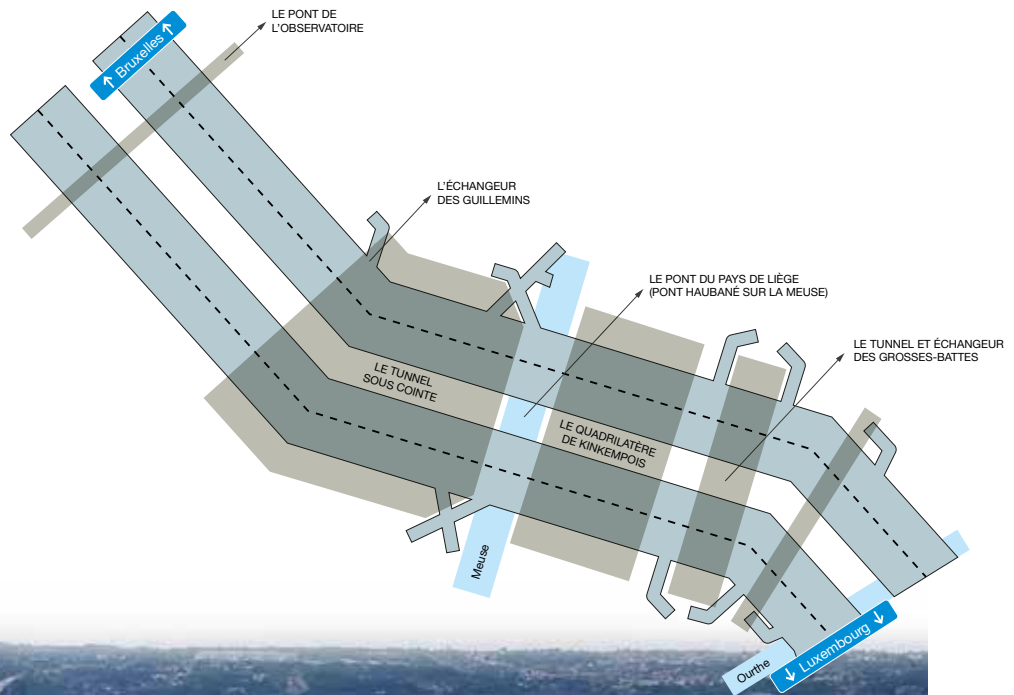 LE PONT DE
L'OBSERVATOIRE
↑ Bruxelles ↑
L'ÉCHANGEUR
DES GUILLEMINS
LE PONT DU PAYS DE LIÈGE
(PONT HAUBANÉ SUR LA MEUSE)
LE TUNNEL ET ÉCHANGEUR
DES GROSSES-BATTES
LE TUNNEL
SOUS COINTE
LE QUADRILATÈRE
DE KINKEMPOIS
Meuse
Ourthe
↓ Luxembourg ↓